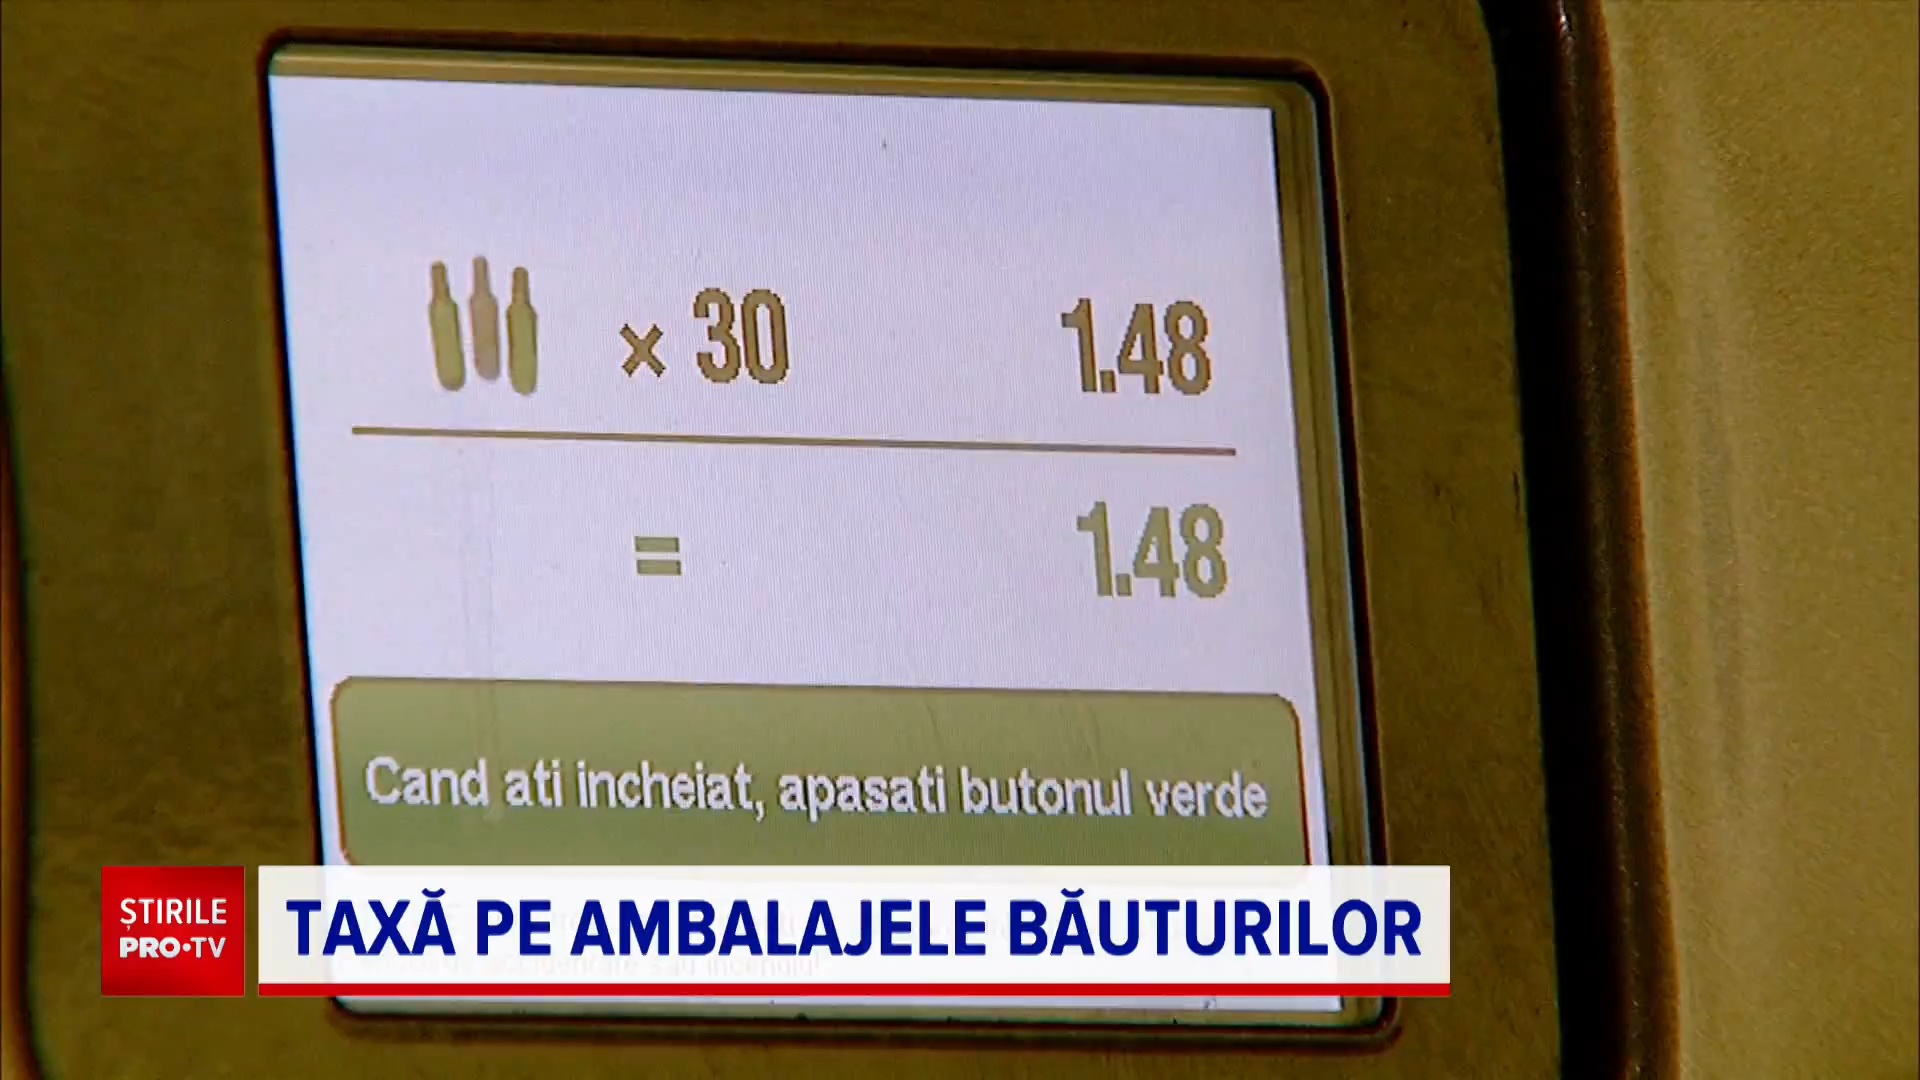 × 30 1.48
= 1.48
Cand ati incheiat, apasati butonul verde
ȘTIRILE
PRO•TV
TAXĂ PE AMBALAJELE BĂUTURILOR